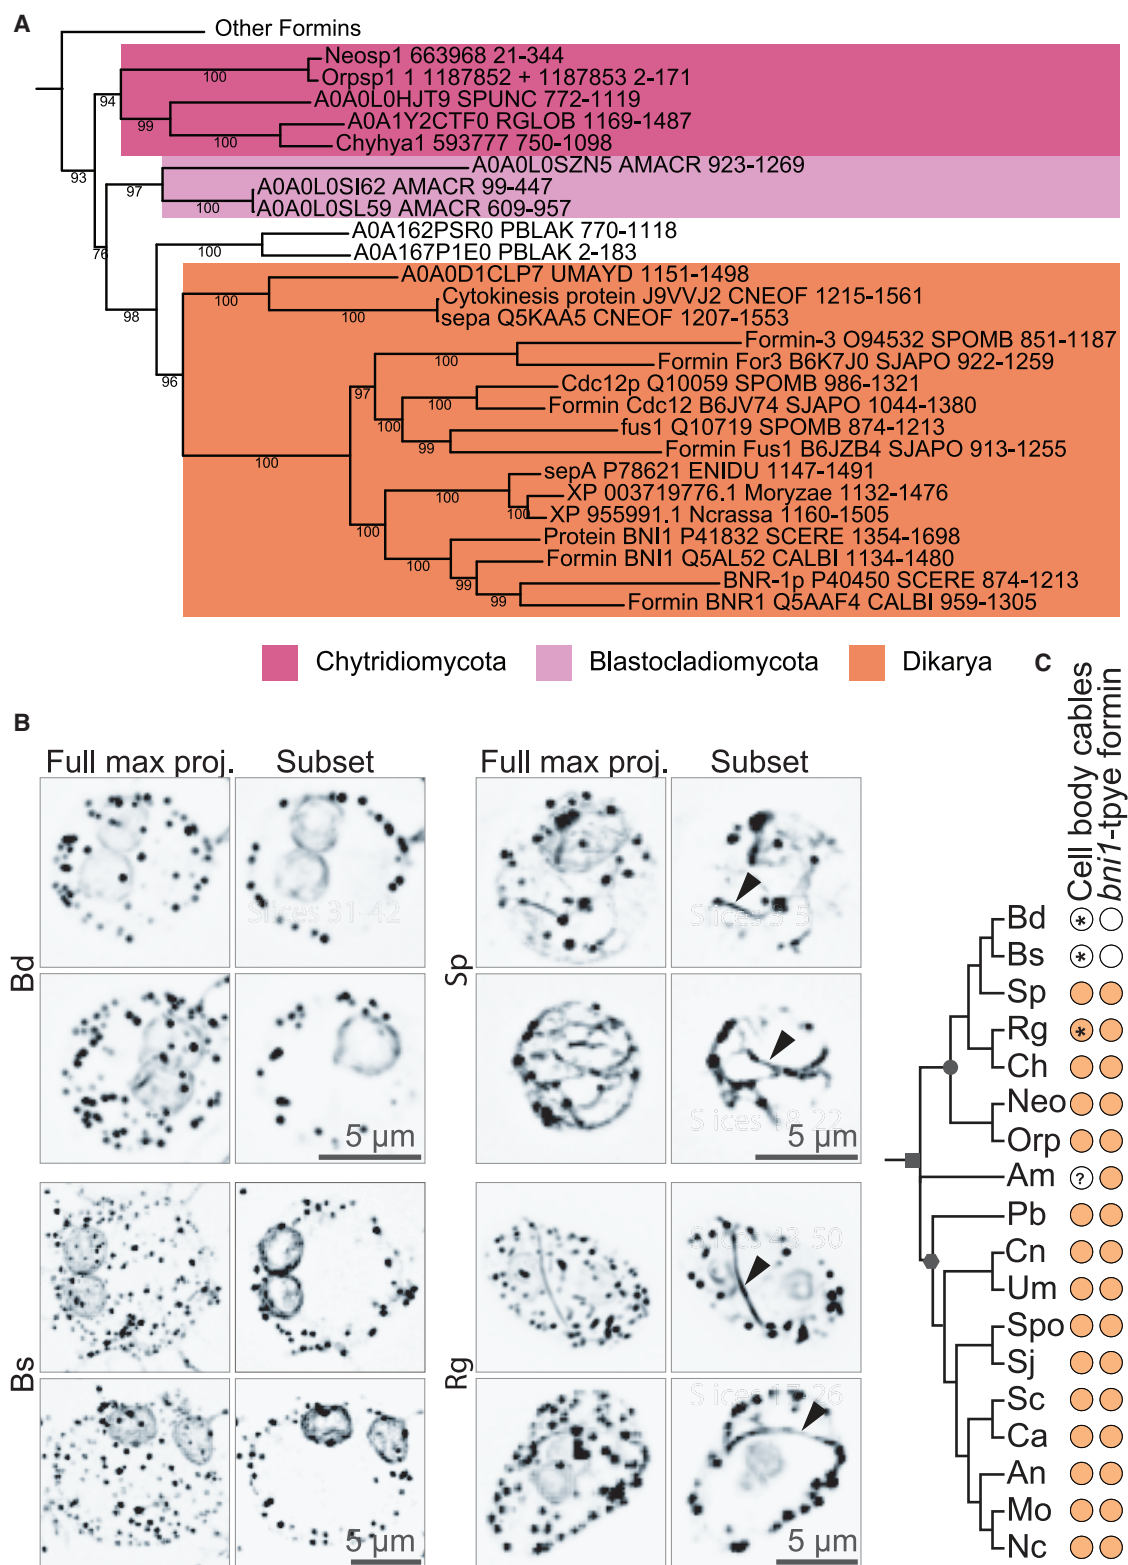 A
Other Formins
Neosp1 663968 21-344
Orpsp1 1 1187852 + 1187853 2-171
A0A0L0HJT9 SPUNC 772-1119
A0A1Y2CTF0 RGLOB 1169-1487
Chyhya1 593777 750-1098
A0A0L0SZN5 AMACR 923-1269
A0A0L0SI62 AMACR 99-447
A0A0L0SL59 AMACR 609-957
A0A162PSR0 PBLAK 770-1118
A0A167P1E0 PBLAK 2-183
A0A0D1CLP7 UMAYD 1151-1498
Cytokinesis protein J9VVJ2 CNEOF 1215-1561
sepa Q5KAA5 CNEOF 1207-1553
Formin-3 O94532 SPOMB 851-1187
Formin For3 B6K7J0 SJAPO 922-1259
Cdc12p Q10059 SPOMB 986-1321
Formin Cdc12 B6JV74 SJAPO 1044-1380
fus1 Q10719 SPOMB 874-1213
Formin Fus1 B6JZB4 SJAPO 913-1255
sepA P78621 ENIDU 1147-1491
XP 003719776.1 Moryzae 1132-1476
XP 955991.1 Ncrassa 1160-1505
Protein BNI1 P41832 SCERE 1354-1698
Formin BNI1 Q5AL52 CALBI 1134-1480
BNR-1p P40450 SCERE 874-1213
Formin BNR1 Q5AAF4 CALBI 959-1305
100
94
99
100
93
97
100
76
100
98
100
100
96
100
97
100
100
99
100
100
100
100
100
99
99
Chytridiomycota
Blastocladiomycota
Dikarya
B
Full max proj.
Subset
Full max proj.
Subset
Bd
Slices 31-42
5 µm
Sp
5 µm
Bs
5 µm
Rg
5 µm
C
Cell body cables
bni1-tpye formin
Bd *
Bs *
Sp
Rg *
Ch
Neo
Orp
Am ?
Pb
Cn
Um
Spo
Sj
Sc
Ca
An
Mo
Nc